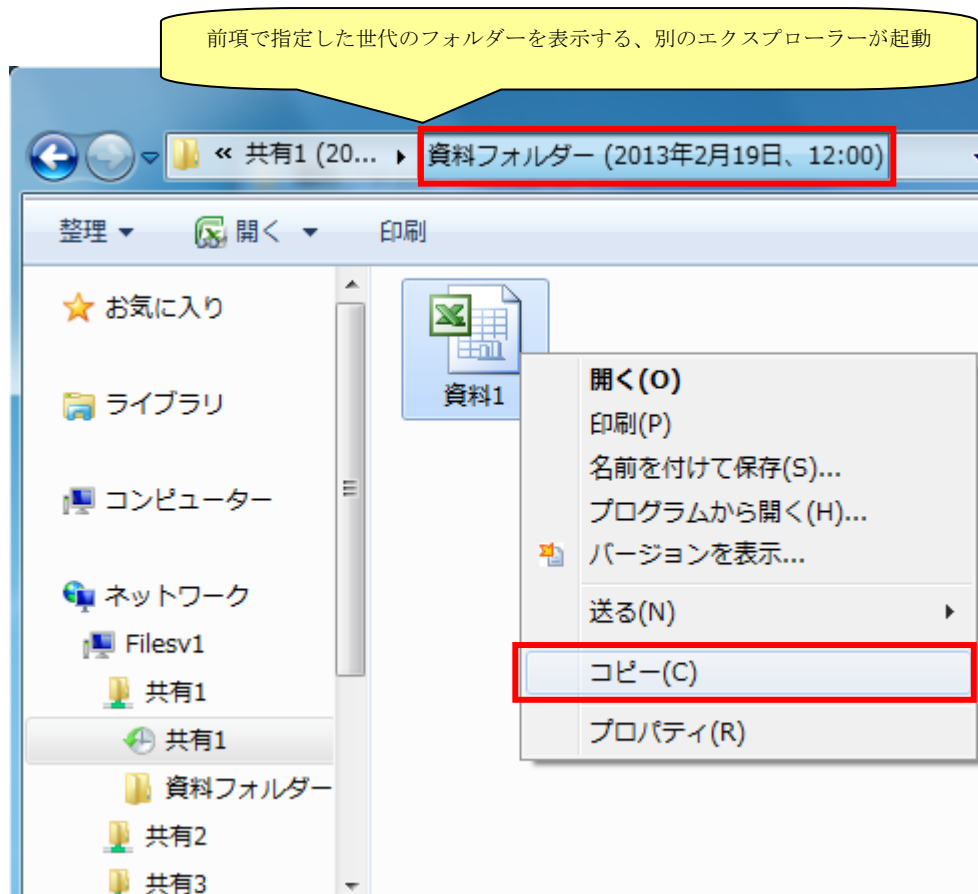 前項で指定した世代のフォルダーを表示する、別のエクスプローラーが起動
« 共有1 (20... ▸ 資料フォルダー (2013年2月19日、12:00)
整理 ▼ 開く ▼ 印刷
お気に入り
ライブラリ
コンピューター
ネットワーク
Filesv1
共有1
共有1
資料フォルダー
共有2
共有3
資料1
開く(O)
印刷(P)
名前を付けて保存(S)...
プログラムから開く(H)...
バージョンを表示...
送る(N)
コピー(C)
プロパティ(R)